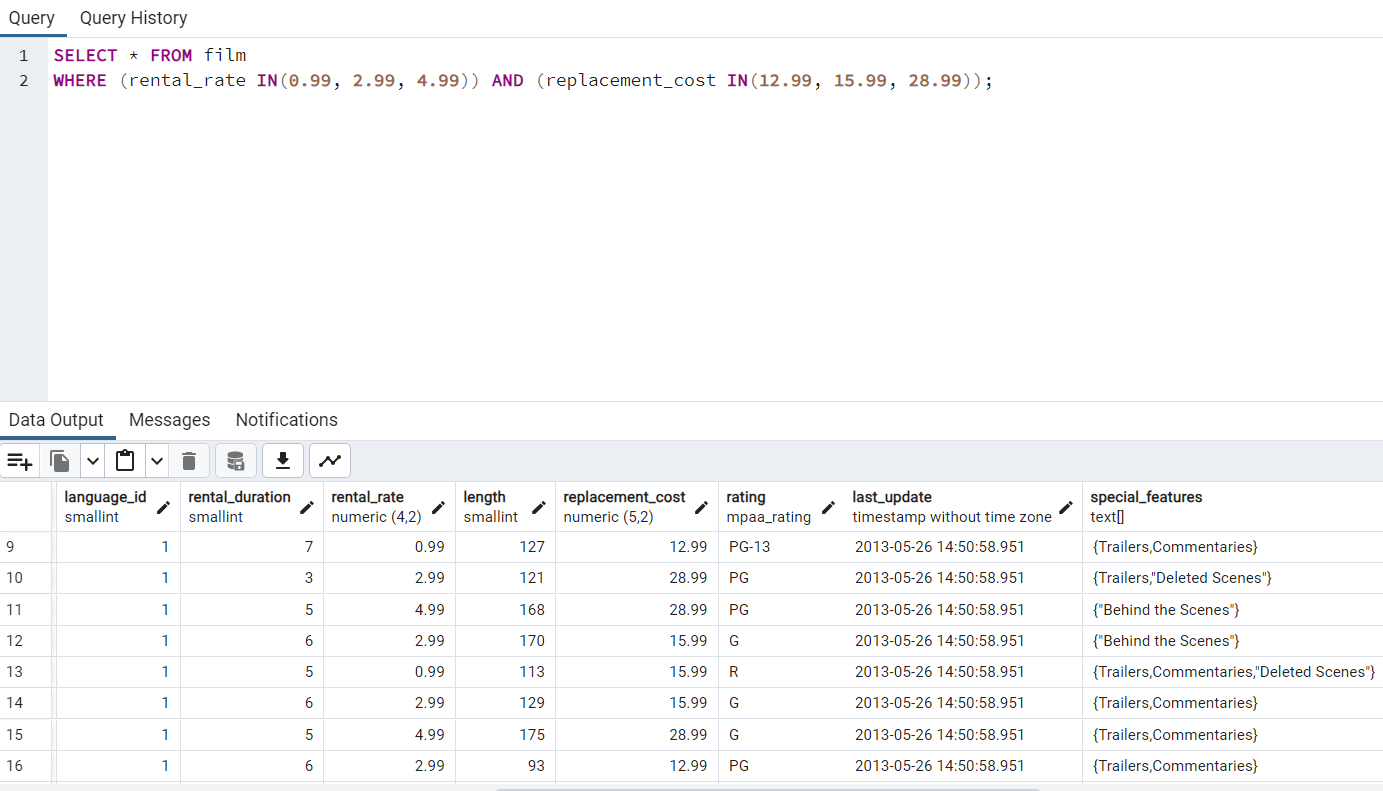 Query Query History
1 SELECT * FROM film
2 WHERE (rental_rate IN(0.99, 2.99, 4.99)) AND (replacement_cost IN(12.99, 15.99, 28.99));
Data Output Messages Notifications
language_id rental_duration rental_rate length replacement_cost rating last_update special_features
smallint smallint numeric (4,2) smallint numeric (5,2) mpaa_rating timestamp without time zone text[]
9 1 7 0.99 127 12.99 PG-13 2013-05-26 14:50:58.951 {Trailers,Commentaries}
10 1 3 2.99 121 28.99 PG 2013-05-26 14:50:58.951 {Trailers,"Deleted Scenes"}
11 1 5 4.99 168 28.99 PG 2013-05-26 14:50:58.951 {"Behind the Scenes"}
12 1 6 2.99 170 15.99 G 2013-05-26 14:50:58.951 {"Behind the Scenes"}
13 1 5 0.99 113 15.99 R 2013-05-26 14:50:58.951 {Trailers,Commentaries,"Deleted Scenes"}
14 1 6 2.99 129 15.99 G 2013-05-26 14:50:58.951 {Trailers,Commentaries}
15 1 5 4.99 175 28.99 G 2013-05-26 14:50:58.951 {Trailers,Commentaries}
16 1 6 2.99 93 12.99 PG 2013-05-26 14:50:58.951 {Trailers,Commentaries}